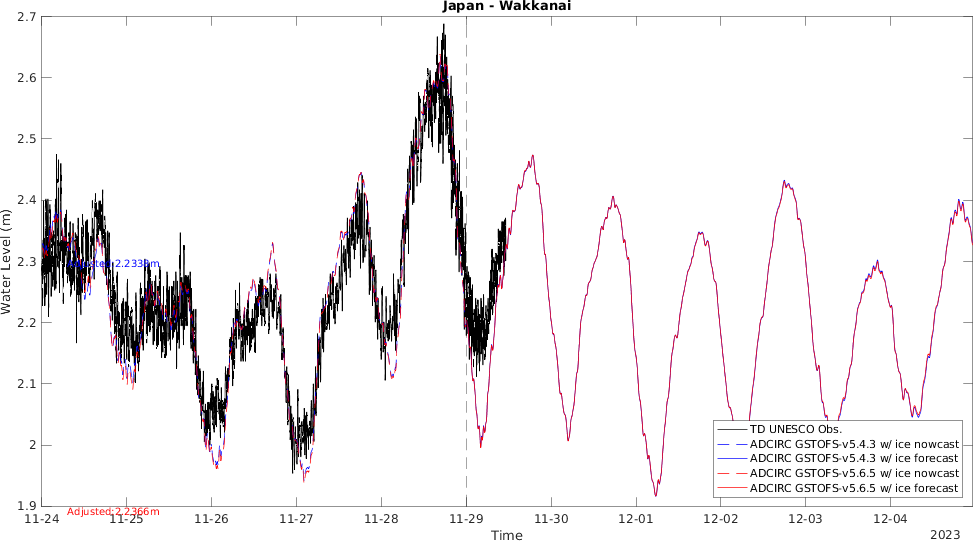 Japan - Wakkanai
2.7
2.6
2.5
2.4
2.3
2.2
2.1
2
1.9
Water Level (m)
Adjusted:2.2338m
Adjusted:2.2366m
TD UNESCO Obs.
ADCIRC GSTOFS-v5.4.3 w/ ice nowcast
ADCIRC GSTOFS-v5.4.3 w/ ice forecast
ADCIRC GSTOFS-v5.6.5 w/ ice nowcast
ADCIRC GSTOFS-v5.6.5 w/ ice forecast
11-24 11-25 11-26 11-27 11-28 11-29 11-30 12-01 12-02 12-03 12-04
Time
2023